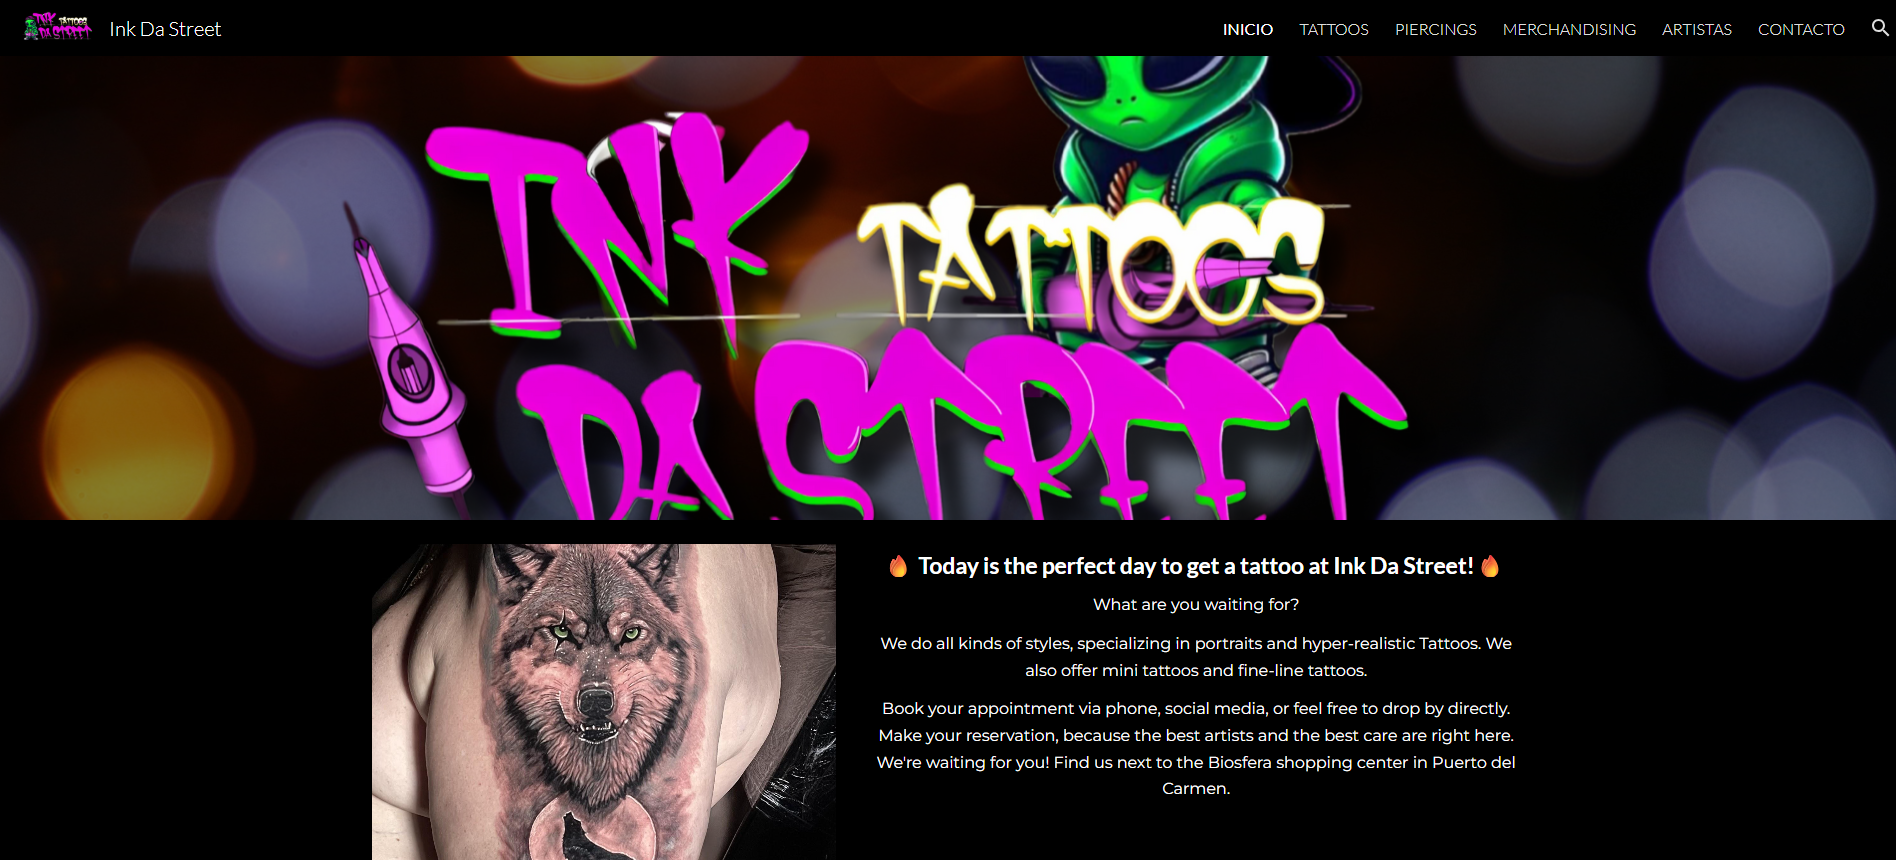 INK TATTOOS
DA STREET
Ink Da Street
INICIO
TATTOOS
PIERCINGS
MERCHANDISING
ARTISTAS
CONTACTO
INK
TATTOOS
DA STREET
🔥 Today is the perfect day to get a tattoo at Ink Da Street! 🔥
What are you waiting for?
We do all kinds of styles, specializing in portraits and hyper-realistic Tattoos. We
also offer mini tattoos and fine-line tattoos.
Book your appointment via phone, social media, or feel free to drop by directly.
Make your reservation, because the best artists and the best care are right here.
We're waiting for you! Find us next to the Biosfera shopping center in Puerto del
Carmen.